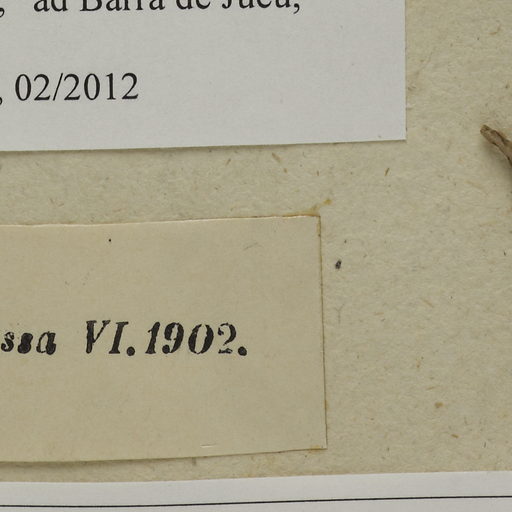 , "ad Barra de Jucu,
, 02/2012
ssa VI. 1902.